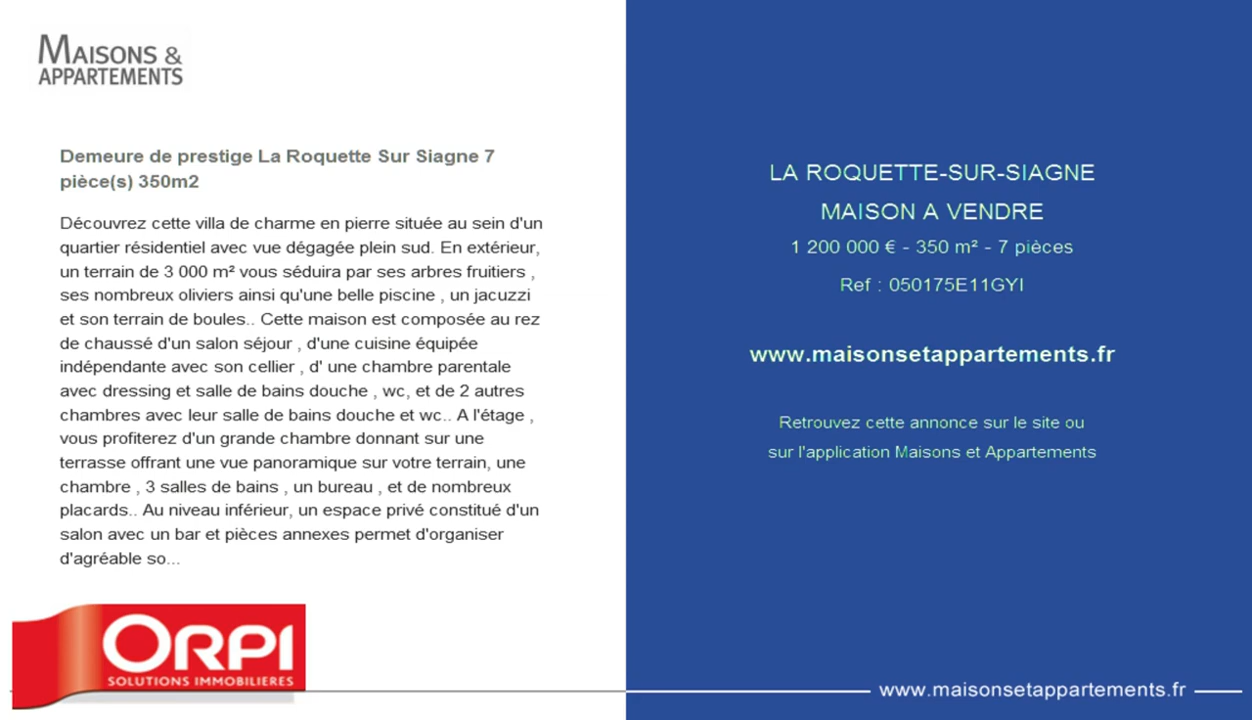 MAISONS &
APPARTEMENTS
Demeure de prestige La Roquette Sur Siagne 7
pièce(s) 350m2
Découvrez cette villa de charme en pierre située au sein d'un
quartier résidentiel avec vue dégagée plein sud. En extérieur,
un terrain de 3 000 m² vous séduira par ses arbres fruitiers ,
ses nombreux oliviers ainsi qu'une belle piscine , un jacuzzi
et son terrain de boules.. Cette maison est composée au rez
de chaussé d'un salon séjour , d'une cuisine équipée
indépendante avec son cellier , d' une chambre parentale
avec dressing et salle de bains douche , wc, et de 2 autres
chambres avec leur salle de bains douche et wc.. A l'étage ,
vous profiterez d'un grande chambre donnant sur une
terrasse offrant une vue panoramique sur votre terrain, une
chambre , 3 salles de bains , un bureau , et de nombreux
placards.. Au niveau inférieur, un espace privé constitué d'un
salon avec un bar et pièces annexes permet d'organiser
d'agréable so...
ORPI
SOLUTIONS IMMOBILIERES
LA ROQUETTE-SUR-SIAGNE
MAISON A VENDRE
1 200 000 € - 350 m² - 7 pièces
Ref : 050175E11GYI
www.maisonsetappartements.fr
Retrouvez cette annonce sur le site ou
sur l'application Maisons et Appartements
www.maisonsetappartements.fr